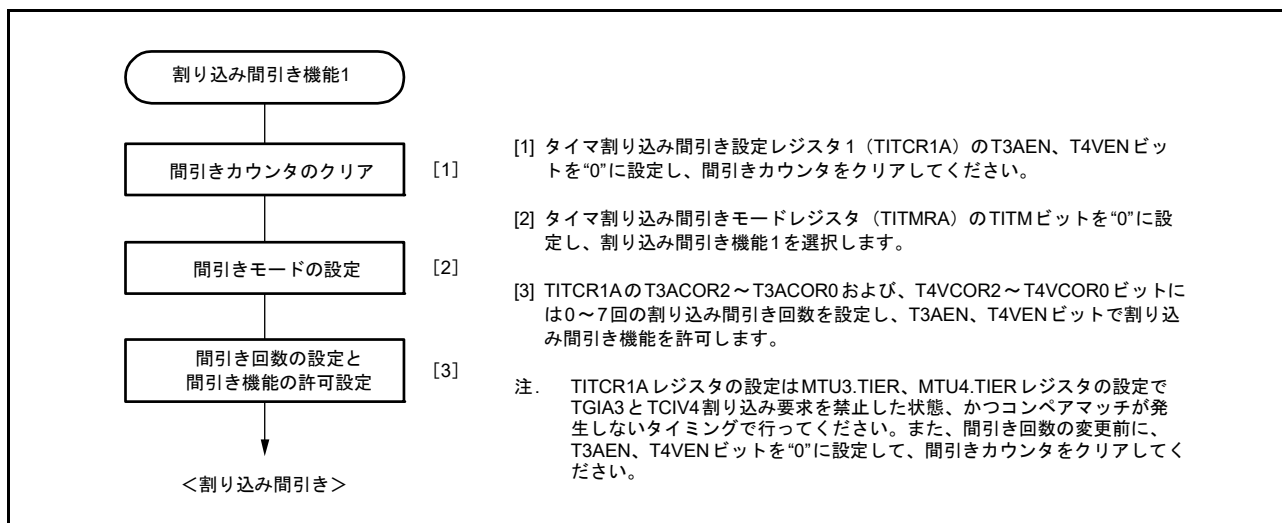 割り込み間引き機能1
間引きカウンタのクリア
[1]
間引きモードの設定
[2]
間引き回数の設定と
間引き機能の許可設定
[3]
＜割り込み間引き＞
[1] タイマ割り込み間引き設定レジスタ1（TITCR1A）のT3AEN、T4VENビッ
トを“0”に設定し、間引きカウンタをクリアしてください。
[2] タイマ割り込み間引きモードレジスタ（TITMRA）のTITMビットを“0”に設
定し、割り込み間引き機能1を選択します。
[3] TITCR1AのT3ACOR2～T3ACOR0および、T4VCOR2～T4VCOR0ビットに
は0～7回の割り込み間引き回数を設定し、T3AEN、T4VENビットで割り込
み間引き機能を許可します。
注. TITCR1Aレジスタの設定はMTU3.TIER、MTU4.TIERレジスタの設定で
TGIA3とTCIV4割り込み要求を禁止した状態、かつコンペアマッチが発
生しないタイミングで行ってください。また、間引き回数の変更前に、
T3AEN、T4VENビットを“0”に設定して、間引きカウンタをクリアしてく
ださい。